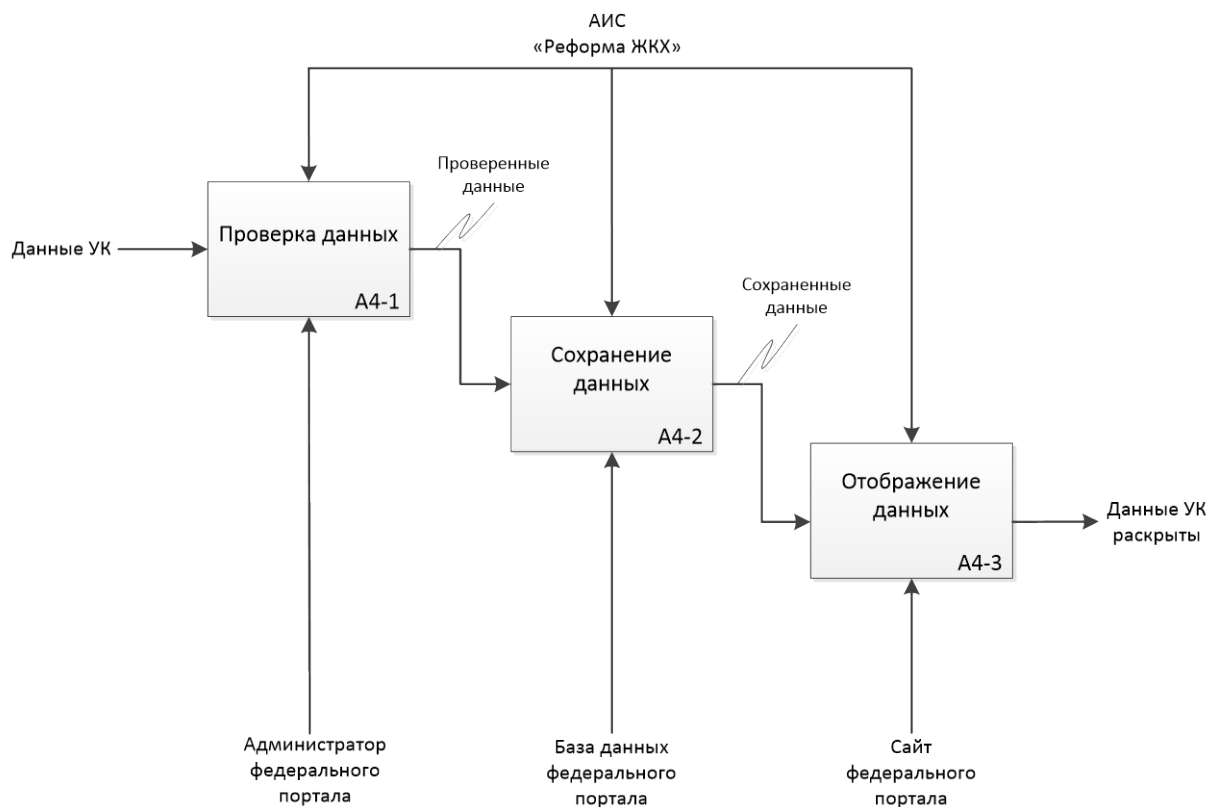 АИС
«Реформа ЖКХ»
Проверенные
данные
Данные УК
Проверка данных
А4-1
Сохраненные
данные
Сохранение
данных
А4-2
Отображение
данных
А4-3
Данные УК
раскрыты
Администратор
федерального
портала
База данных
федерального
портала
Сайт
федерального
портала